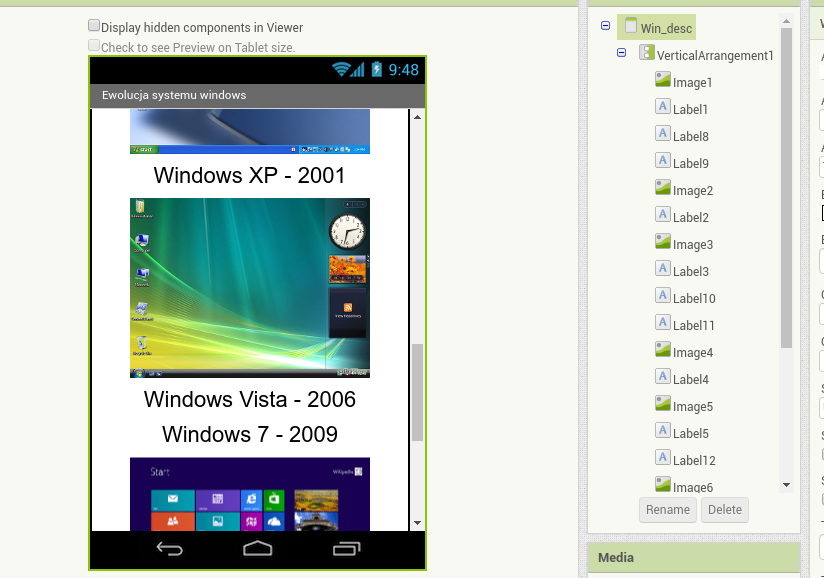 Display hidden components in Viewer
Check to see Preview on Tablet size.
9:48
Ewolucja systemu windows
start
Windows XP - 2001
Windows Vista - 2006
Windows 7 - 2009
Start
Win_desc
VerticalArrangement1
Image1
Label1
Label8
Label9
Image2
Label2
Image3
Label3
Label10
Label11
Image4
Label4
Image5
Label5
Label12
Image6
Rename
Delete
Media